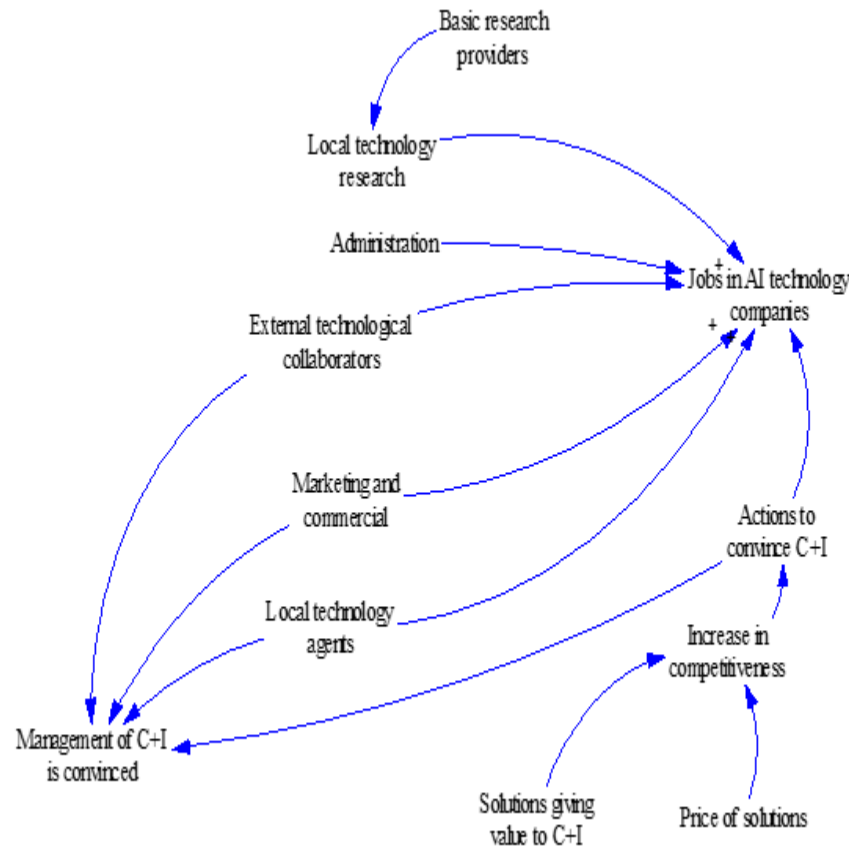 Basic research
providers
Local technology
research
Administration
+
Jobs in AI technology
companies
External technological
collaborators
+
+
Marketing and
commercial
Actions to
convince C+I
Local technology
agents
Increase in
competitiveness
Management of C+I
is convinced
Solutions giving
value to C+I
Price of solutions